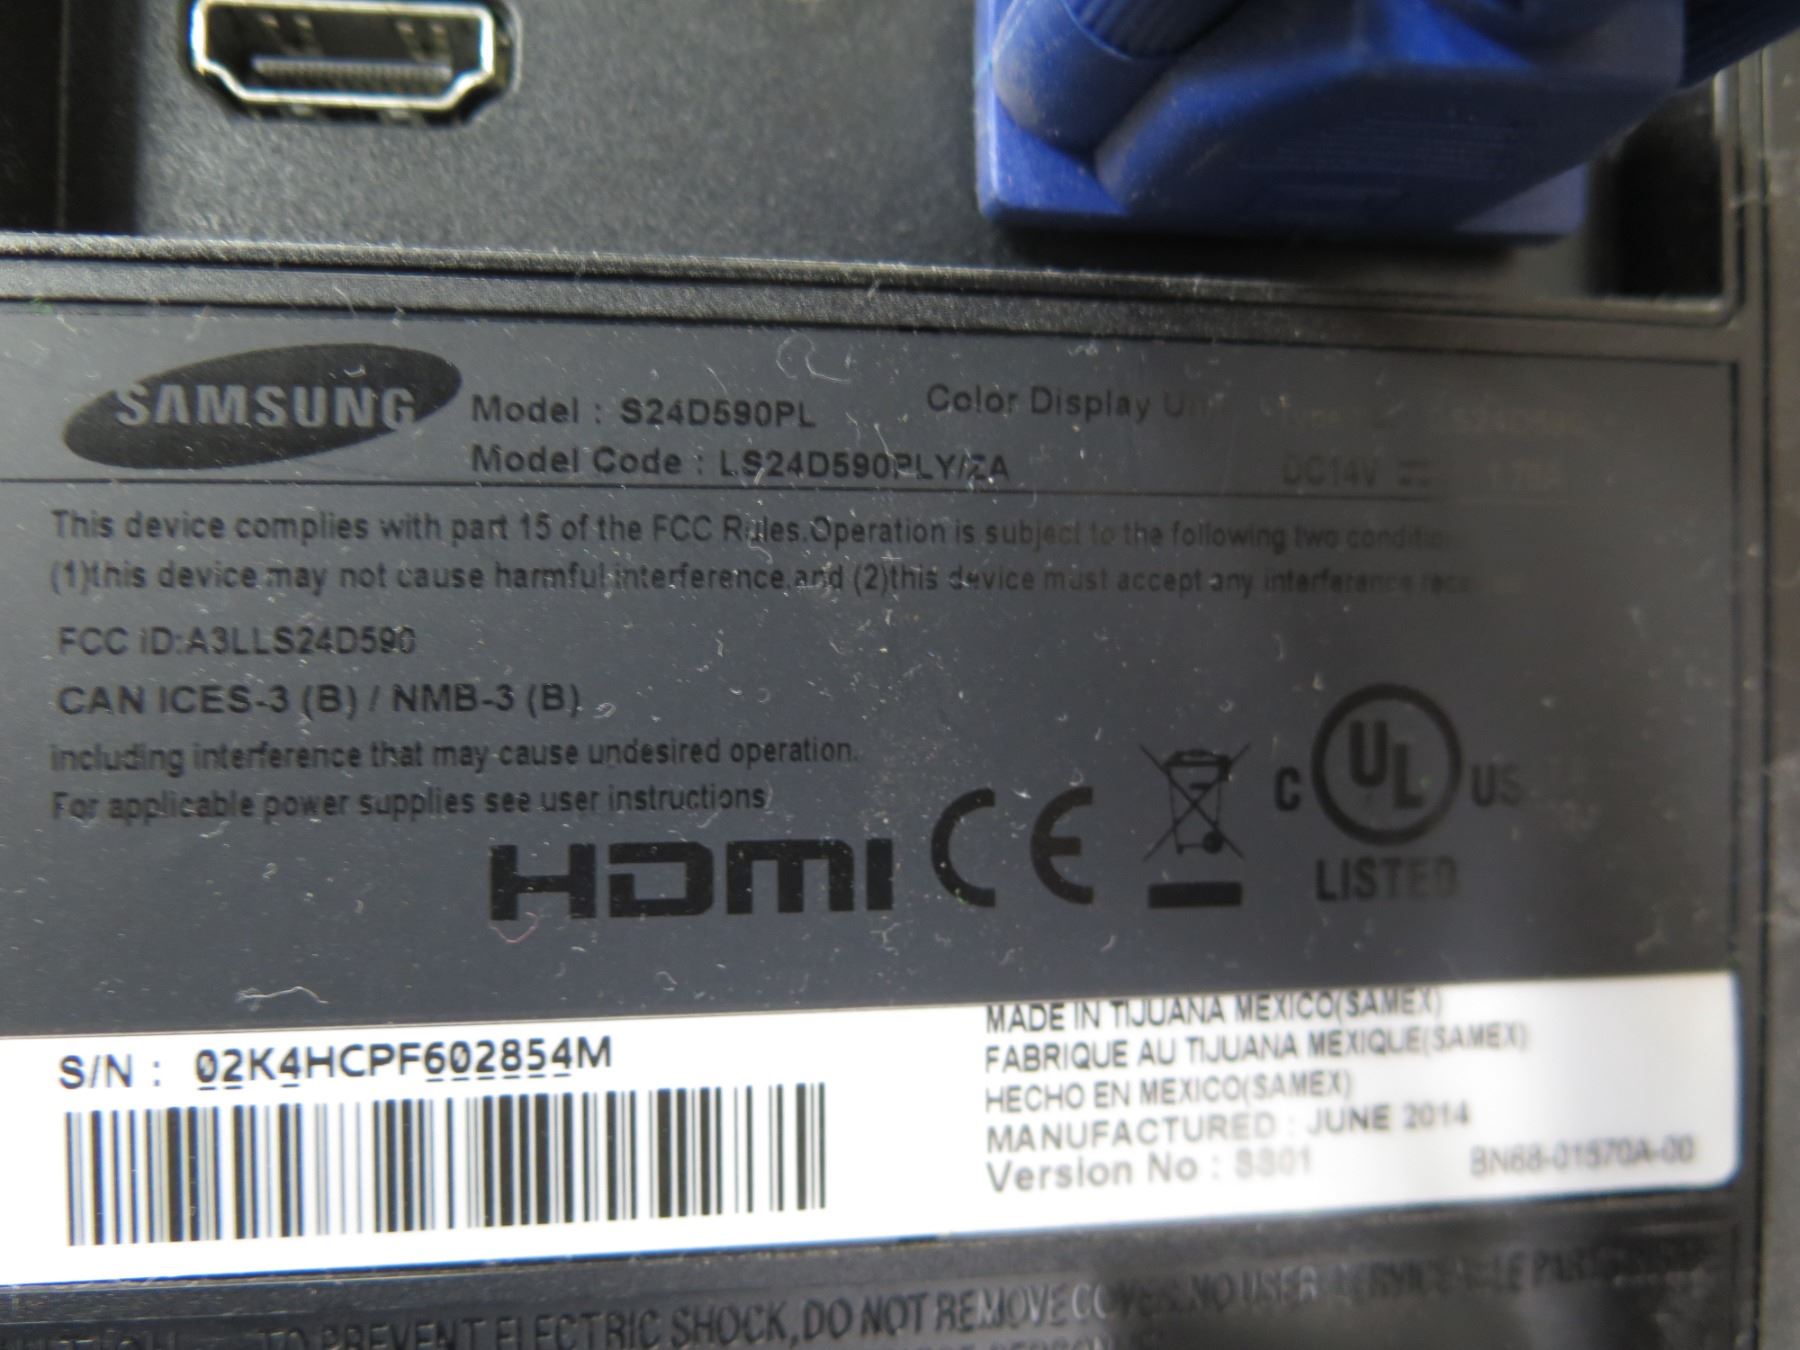 SAMSUNG
Model : S24D590PL
Color Display
Model Code : LS24D590PLY/ZA
DC14V
This device complies with part 15 of the FCC Rules.Operation is subject to the following two
(1)this device may not cause harmful interference.and (2)this device must accept any interference
FCC ID:A3LLS24D590
CAN ICES-3 (B) / NMB-3 (B)
including interference that may cause undesired operation.
For applicable power supplies see user instructions
HDMI CE
C UL US
LISTED
S/N : 02K4HCPF602854M
MADE IN TIJUANA MEXICO(SAMEX)
FABRIQUE AU TIJUANA MEXIQUE(SAMEX)
HECHO EN MEXICO(SAMEX)
MANUFACTURED : JUNE 2014
Version No : SS01
BN68-01570A-00
TO PREVENT ELECTRIC SHOCK,DO NOT REMOVE COVER.NO USER SERVICEABLE